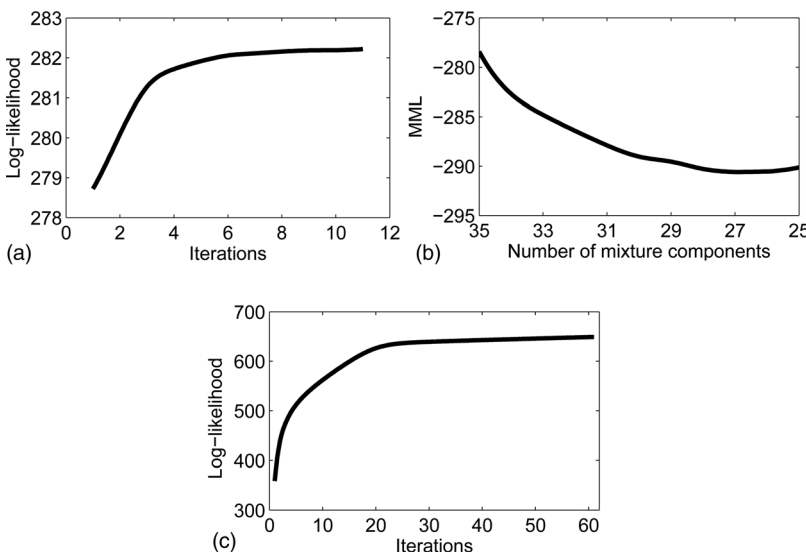 283
282
281
280
279
278
Log−likelihood
0 2 4 6 8 10 12
Iterations
(a)
−275
−280
−285
−290
−295
MML
35 33 31 29 27 25
Number of mixture components
(b)
700
600
500
400
300
Log−likelihood
0 10 20 30 40 50 60
Iterations
(c)